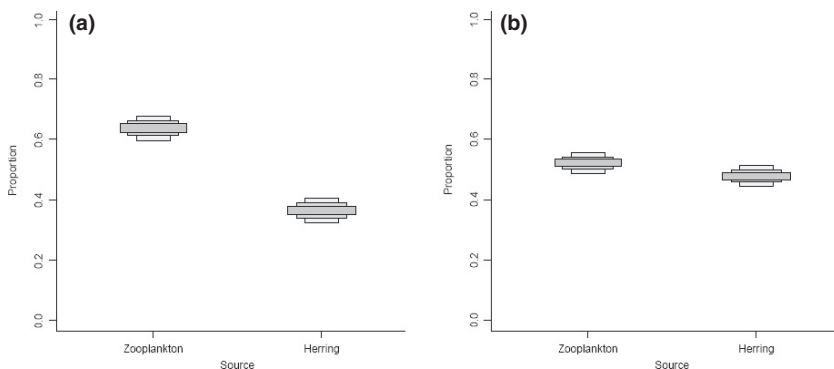 (a)
Proportion
1.0
0.8
0.6
0.4
0.2
0.0
Zooplankton
Herring
Source
(b)
Proportion
1.0
0.8
0.6
0.4
0.2
0.0
Zooplankton
Herring
Source